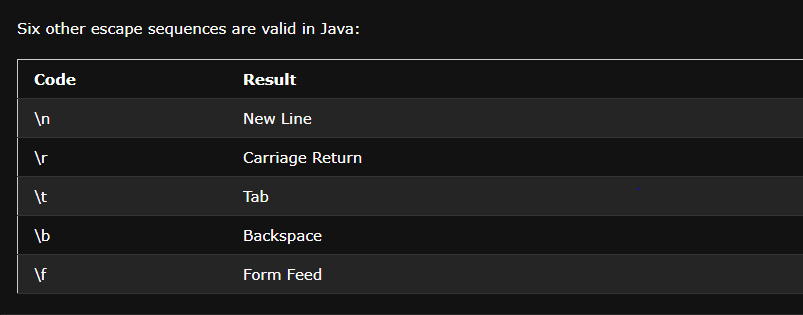 Six other escape sequences are valid in Java:
Code Result
\n New Line
\r Carriage Return
\t Tab
\b Backspace
\f Form Feed